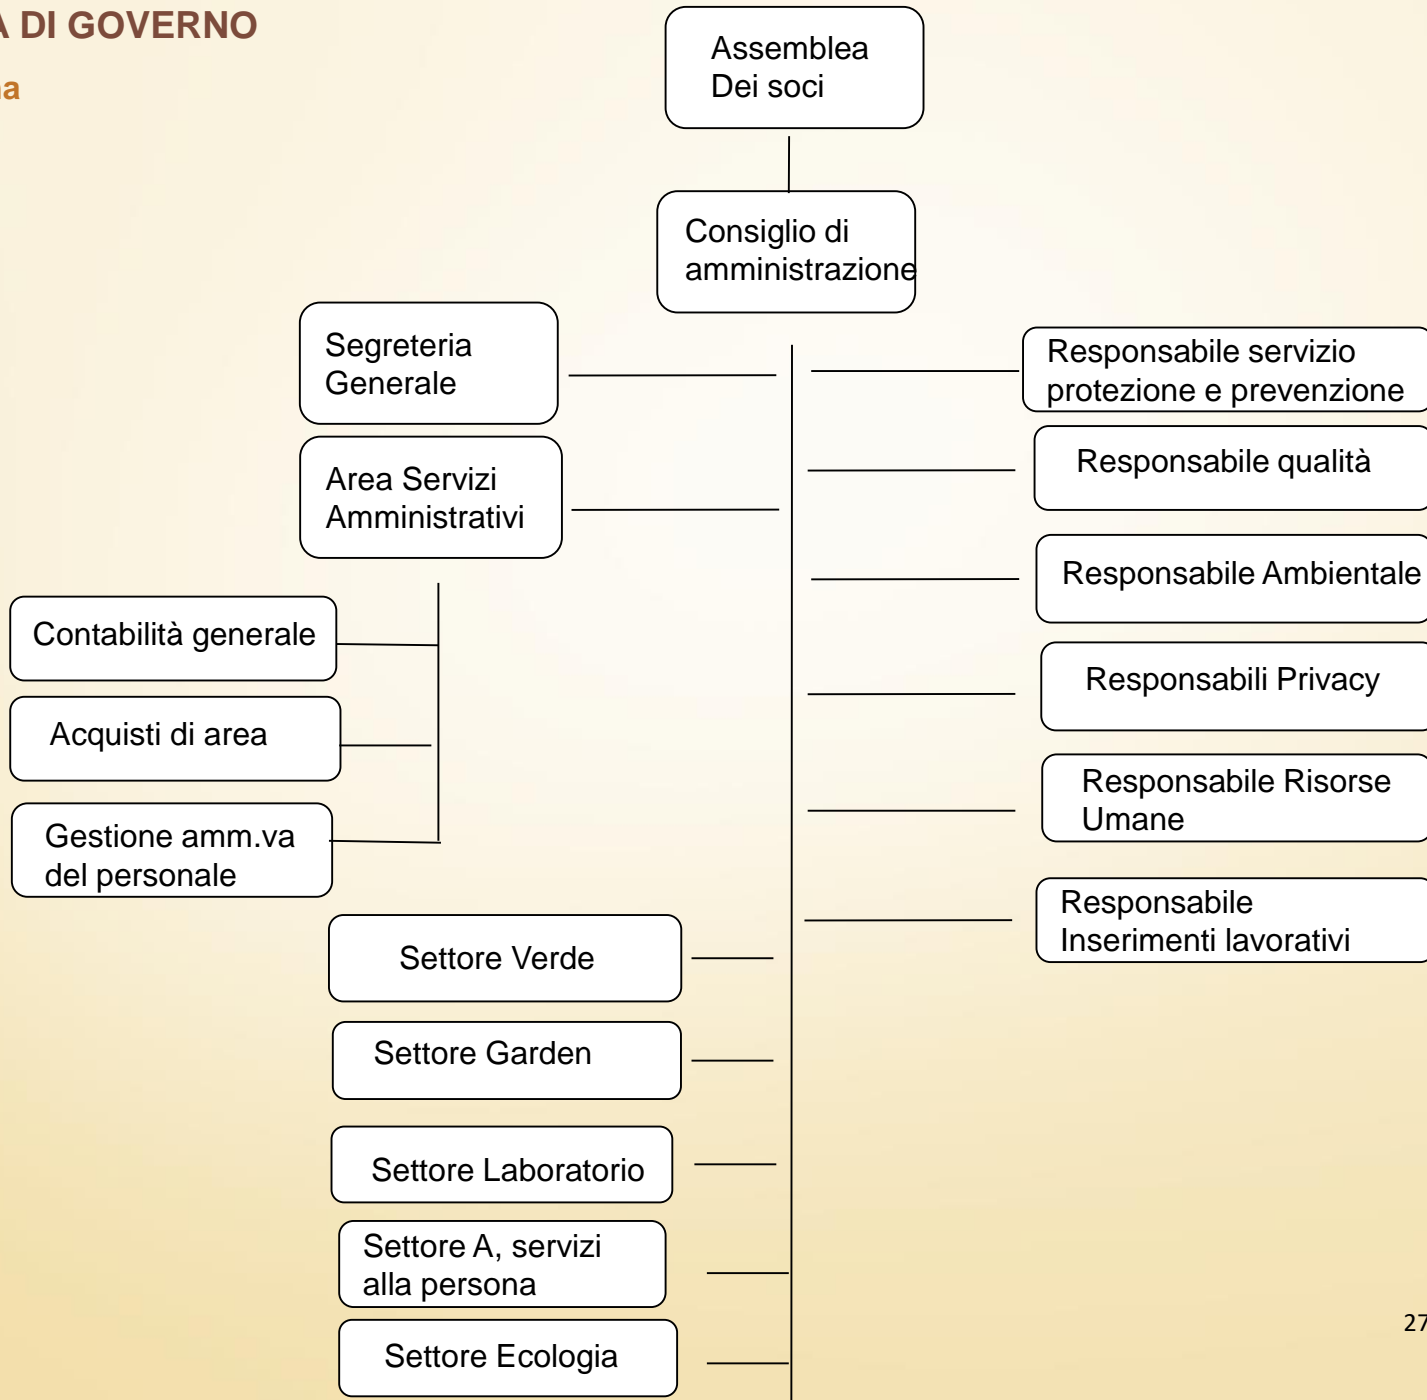 A DI GOVERNO
na
Assemblea
Dei soci
Consiglio di
amministrazione
Segreteria
Generale
Area Servizi
Amministrativi
Contabilità generale
Acquisti di area
Gestione amm.va
del personale
Responsabile servizio
protezione e prevenzione
Responsabile qualità
Responsabile Ambientale
Responsabili Privacy
Responsabile Risorse
Umane
Responsabile
Inserimenti lavorativi
Settore Verde
Settore Garden
Settore Laboratorio
Settore A, servizi
alla persona
Settore Ecologia
27